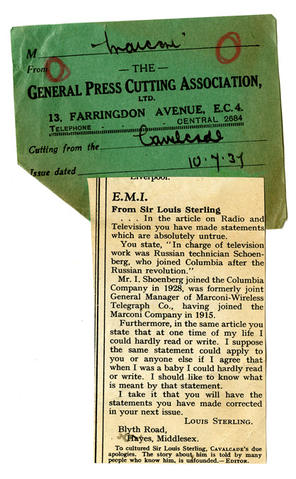 M Marconi
From
— THE —
GENERAL PRESS CUTTING ASSOCIATION,
LTD.
13, FARRINGDON AVENUE, E.C. 4.
TELEPHONE . . . CENTRAL 2684
Cutting from the Cavalcade
Issue dated 10.7.37
Liverpool.
E.M.I.
From Sir Louis Sterling
. . . In the article on Radio and
Television you have made statements
which are absolutely untrue.
You state, "In charge of television
work was Russian technician Schoen-
berg, who joined Columbia after the
Russian revolution."
Mr. I. Shoenberg joined the Columbia
Company in 1928, was formerly joint
General Manager of Marconi-Wireless
Telegraph Co., having joined the
Marconi Company in 1915.
Furthermore, in the same article you
state that at one time of my life I
could hardly read or write. I suppose
the same statement could apply to
you or anyone else if I agree that
when I was a baby I could hardly read
or write. I should like to know what
is meant by that statement.
I take it that you will have the
statements you have made corrected
in your next issue.
LOUIS STERLING.
Blyth Road,
Hayes, Middlesex.
To cultured Sir Louis Sterling, CAVALCADE'S due
apologies. The story about him is told by many
people who know him, is unfounded.—EDITOR.